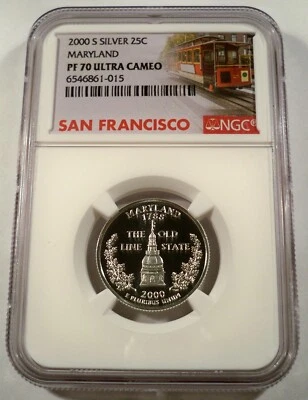 2000 S SILVER 25C
MARYLAND
PF 70 ULTRA CAMEO
6546861-015
SAN FRANCISCO
NGC®
MARYLAND
1788
THE OLD
LINE STATE
2000
E PLURIBUS UNUM